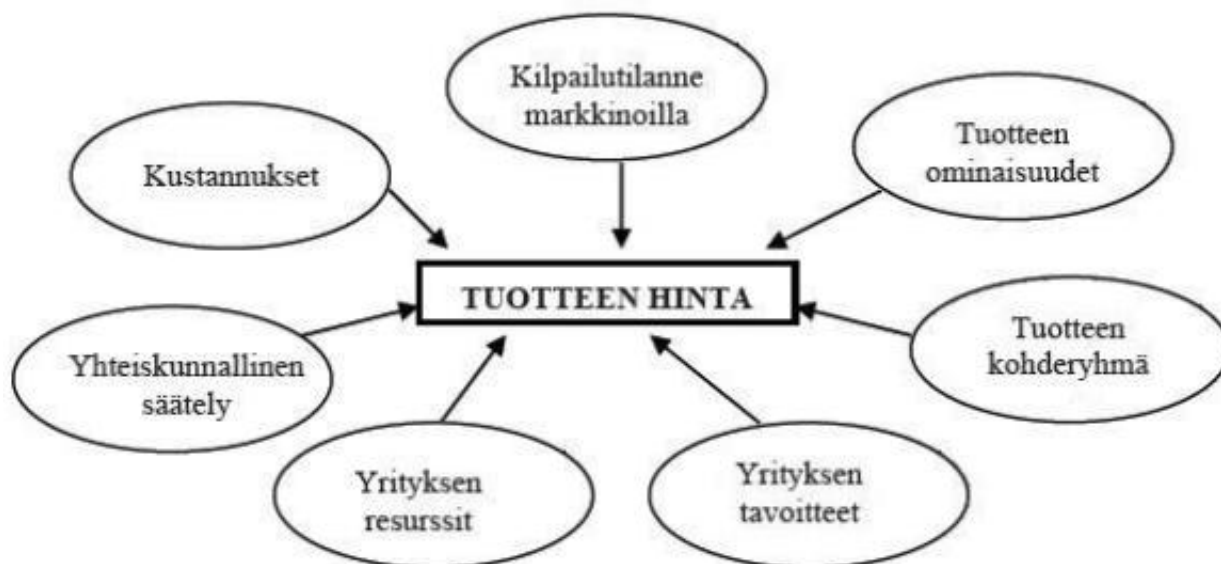 Kilpailutilanne
markkinoilla
Tuotteen
ominaisuudet
Kustannukset
TUOTTEEN HINTA
Tuotteen
kohderyhmä
Yhteiskunnallinen
säätely
Yrityksen
resurssit
Yrityksen
tavoitteet